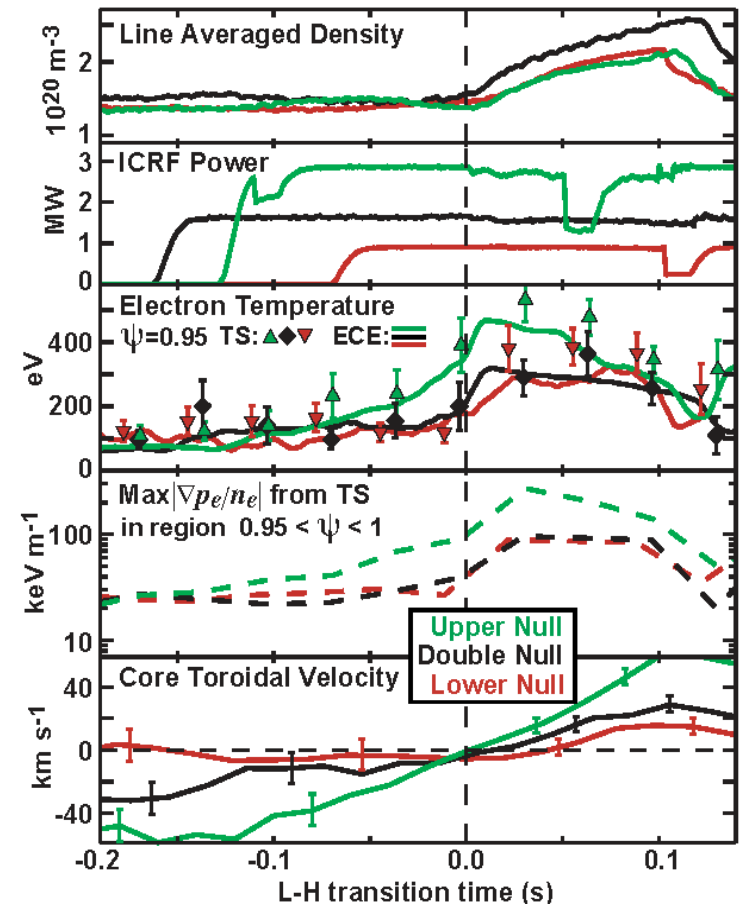 Line Averaged Density
10²⁰ m-3
2
1
ICRF Power
MW
3
2
1
0
Electron Temperature
ψ=0.95 TS: ▲◆▼ ECE:
eV
400
200
0
Max|∇pₑ/nₑ| from TS
in region 0.95 < ψ < 1
keV m⁻¹
100
10
Upper Null
Double Null
Lower Null
Core Toroidal Velocity
km s⁻¹
40
0
-40
-0.2 -0.1 0.0 0.1
L-H transition time (s)